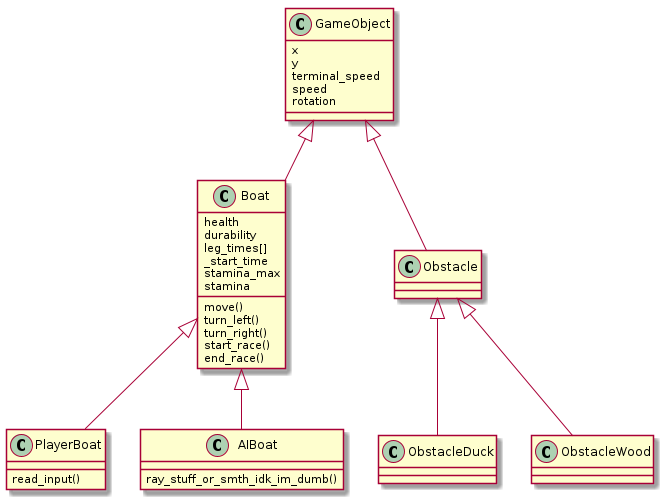 C GameObject
x
y
terminal_speed
speed
rotation
C Boat
health
durability
leg_times[]
_start_time
stamina_max
stamina
move()
turn_left()
turn_right()
start_race()
end_race()
C Obstacle
C PlayerBoat
read_input()
C AIBoat
ray_stuff_or_smth_idk_im_dumb()
C ObstacleDuck
C ObstacleWood